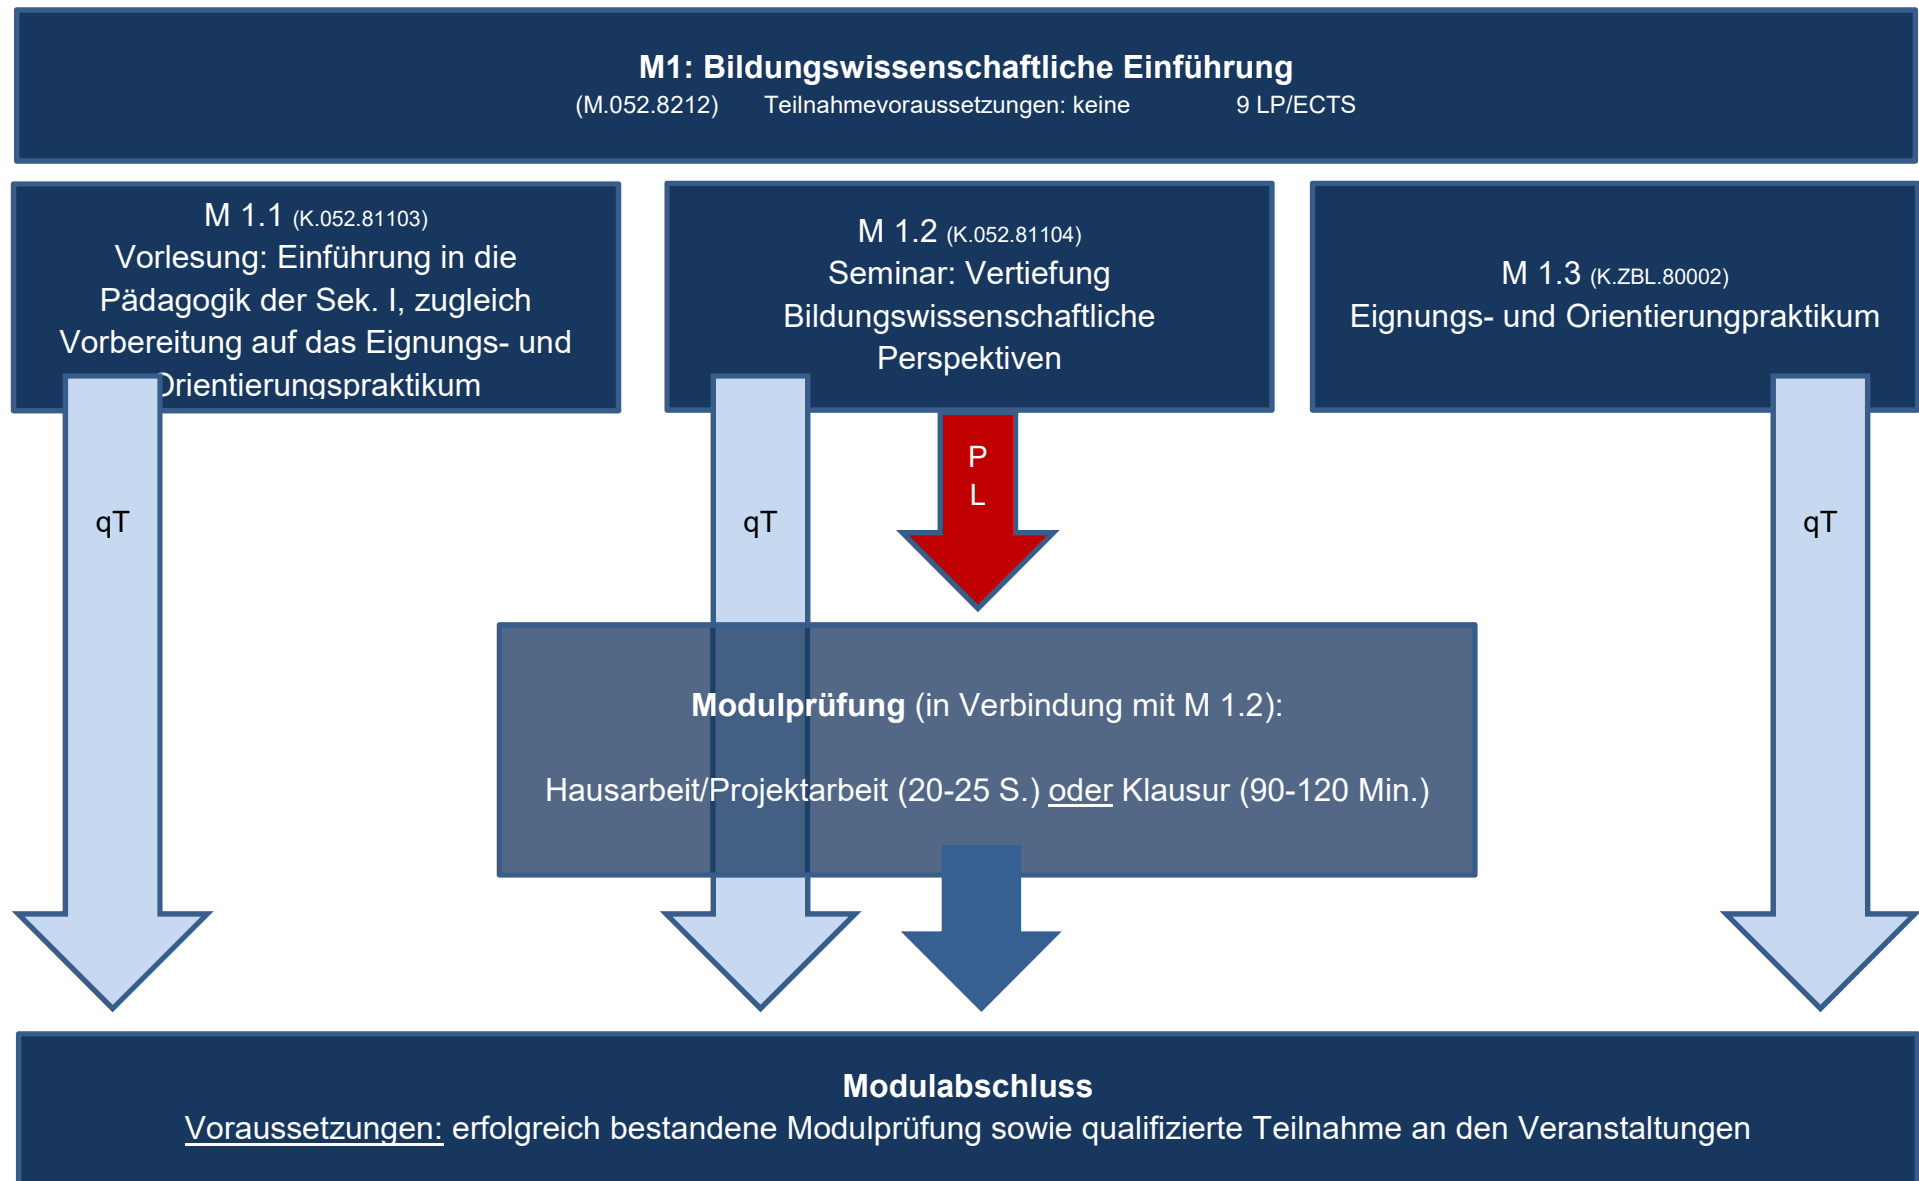 M1: Bildungswissenschaftliche Einführung
(M.052.8212) Teilnahmevoraussetzungen: keine 9 LP/ECTS
M 1.1 (K.052.81103)
Vorlesung: Einführung in die
Pädagogik der Sek. I, zugleich
Vorbereitung auf das Eignungs- und
Orientierungspraktikum
M 1.2 (K.052.81104)
Seminar: Vertiefung
Bildungswissenschaftliche
Perspektiven
M 1.3 (K.ZBL.80002)
Eignungs- und Orientierungpraktikum
P
L
qT
qT
qT
Modulprüfung (in Verbindung mit M 1.2):
Hausarbeit/Projektarbeit (20-25 S.) oder Klausur (90-120 Min.)
Modulabschluss
Voraussetzungen: erfolgreich bestandene Modulprüfung sowie qualifizierte Teilnahme an den Veranstaltungen